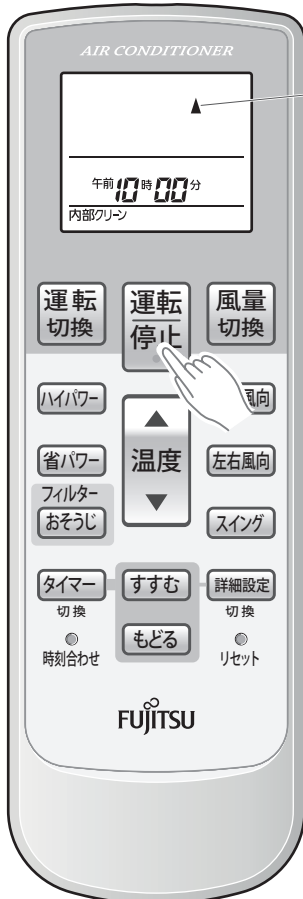 AIR CONDITIONER
午前10時00分
内部クリーン
運転切換
運転停止
風量切換
ハイパワー
風向
省パワー
温度
左右風向
フィルター
おそうじ
スイング
タイマー
すすむ
詳細設定
切換
切換
もどる
時刻合わせ
リセット
FUJITSU